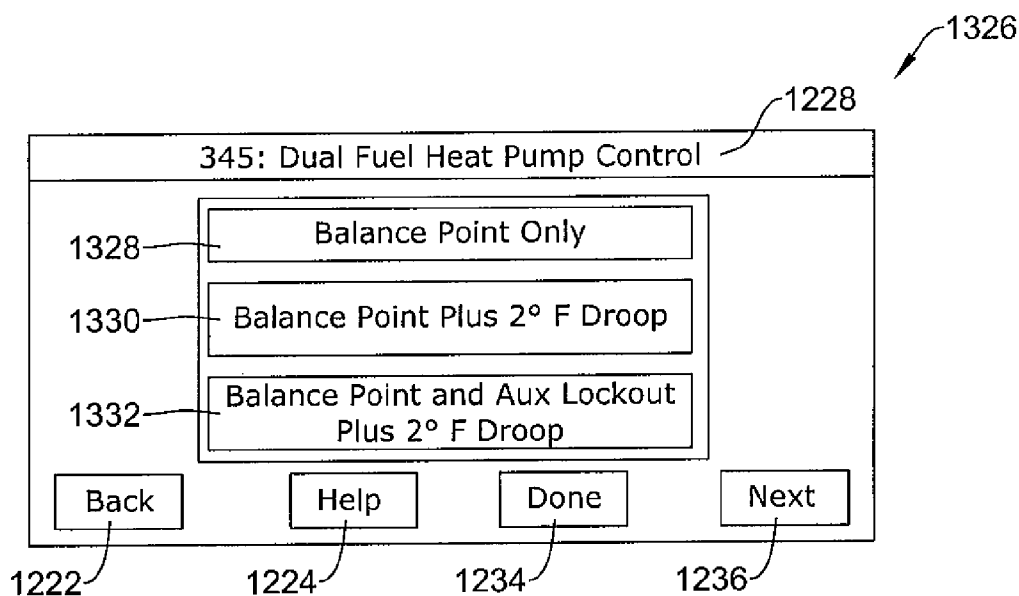 1326
1228
345: Dual Fuel Heat Pump Control
1328
Balance Point Only
1330
Balance Point Plus 2° F Droop
1332
Balance Point and Aux Lockout
Plus 2° F Droop
Back
Help
Done
Next
1222
1224
1234
1236